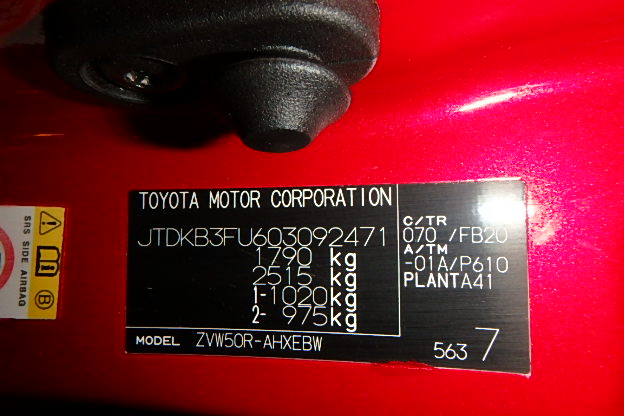 TOYOTA MOTOR CORPORATION
JTDKB3FU603092471
1790 kg
2515 kg
1-1020kg
2- 975kg
C/TR
070 /FB20
A/TM
-01A/P610
PLANTA41
MODEL ZVW50R-AHXEBW
563 7
SRS SIDE AIRBAG
B